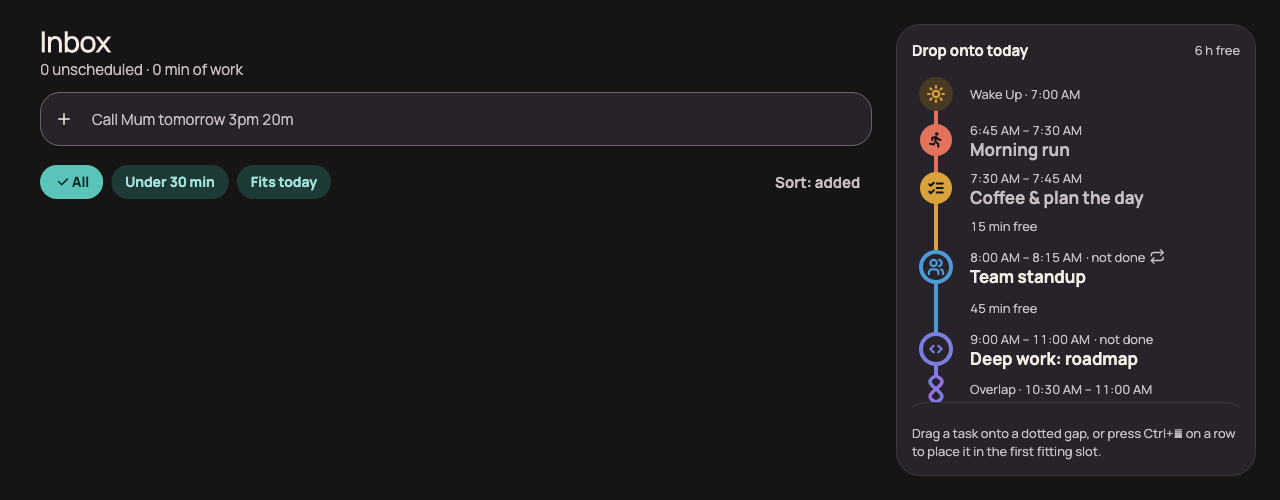 Inbox
0 unscheduled · 0 min of work
Call Mum tomorrow 3pm 20m
All
Under 30 min
Fits today
Sort: added
Drop onto today
6 h free
Wake Up · 7:00 AM
6:45 AM – 7:30 AM
Morning run
7:30 AM – 7:45 AM
Coffee & plan the day
15 min free
8:00 AM – 8:15 AM · not done
Team standup
45 min free
9:00 AM – 11:00 AM · not done
Deep work: roadmap
Overlap · 10:30 AM – 11:00 AM
Drag a task onto a dotted gap, or press Ctrl+ on a row
to place it in the first fitting slot.